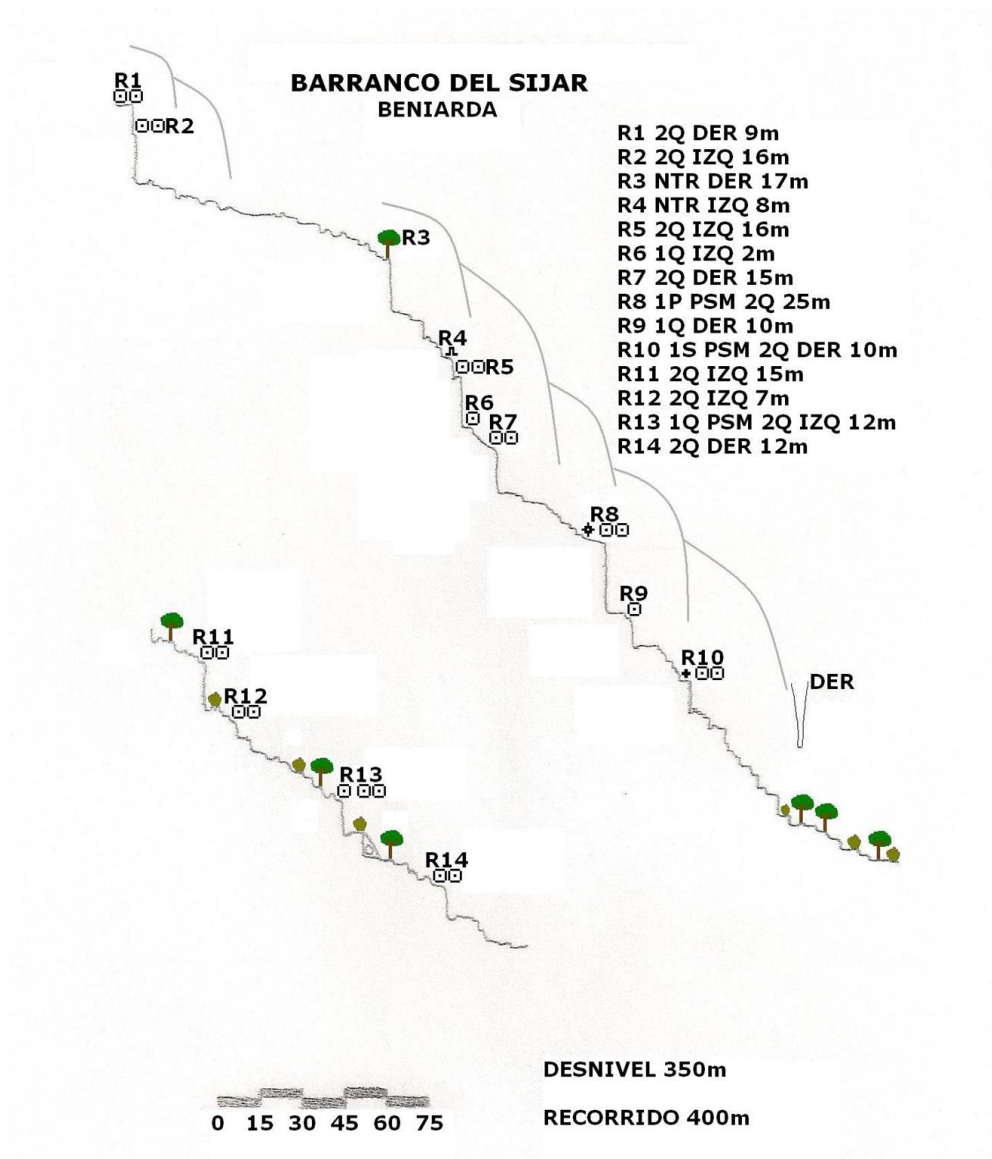 BARRANCO DEL SIJAR
BENIARDA
R1
R2
R3
R4
R5
R6
R7
R8
R9
R10
DER
R11
R12
R13
R14
R1 2Q DER 9m
R2 2Q IZQ 16m
R3 NTR DER 17m
R4 NTR IZQ 8m
R5 2Q IZQ 16m
R6 1Q IZQ 2m
R7 2Q DER 15m
R8 1P PSM 2Q 25m
R9 1Q DER 10m
R10 1S PSM 2Q DER 10m
R11 2Q IZQ 15m
R12 2Q IZQ 7m
R13 1Q PSM 2Q IZQ 12m
R14 2Q DER 12m
DESNIVEL 350m
RECORRIDO 400m
0 15 30 45 60 75